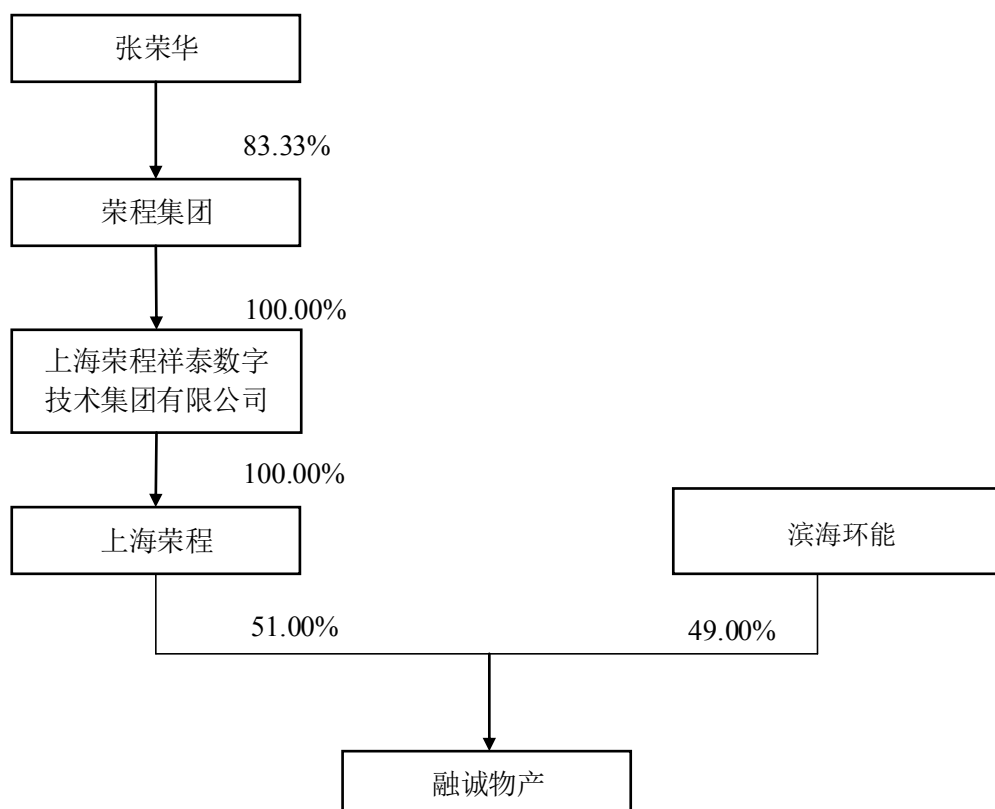 张荣华
83.33%
荣程集团
100.00%
上海荣程祥泰数字
技术集团有限公司
100.00%
上海荣程
滨海环能
51.00%
49.00%
融诚物产